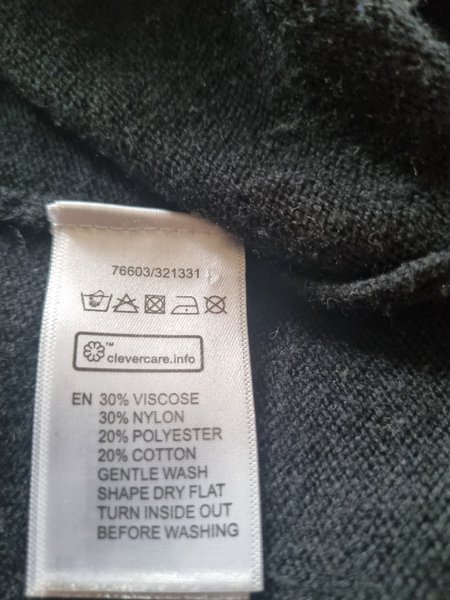 76603/321331
™
clevercare.info
EN 30% VISCOSE
30% NYLON
20% POLYESTER
20% COTTON
GENTLE WASH
SHAPE DRY FLAT
TURN INSIDE OUT
BEFORE WASHING